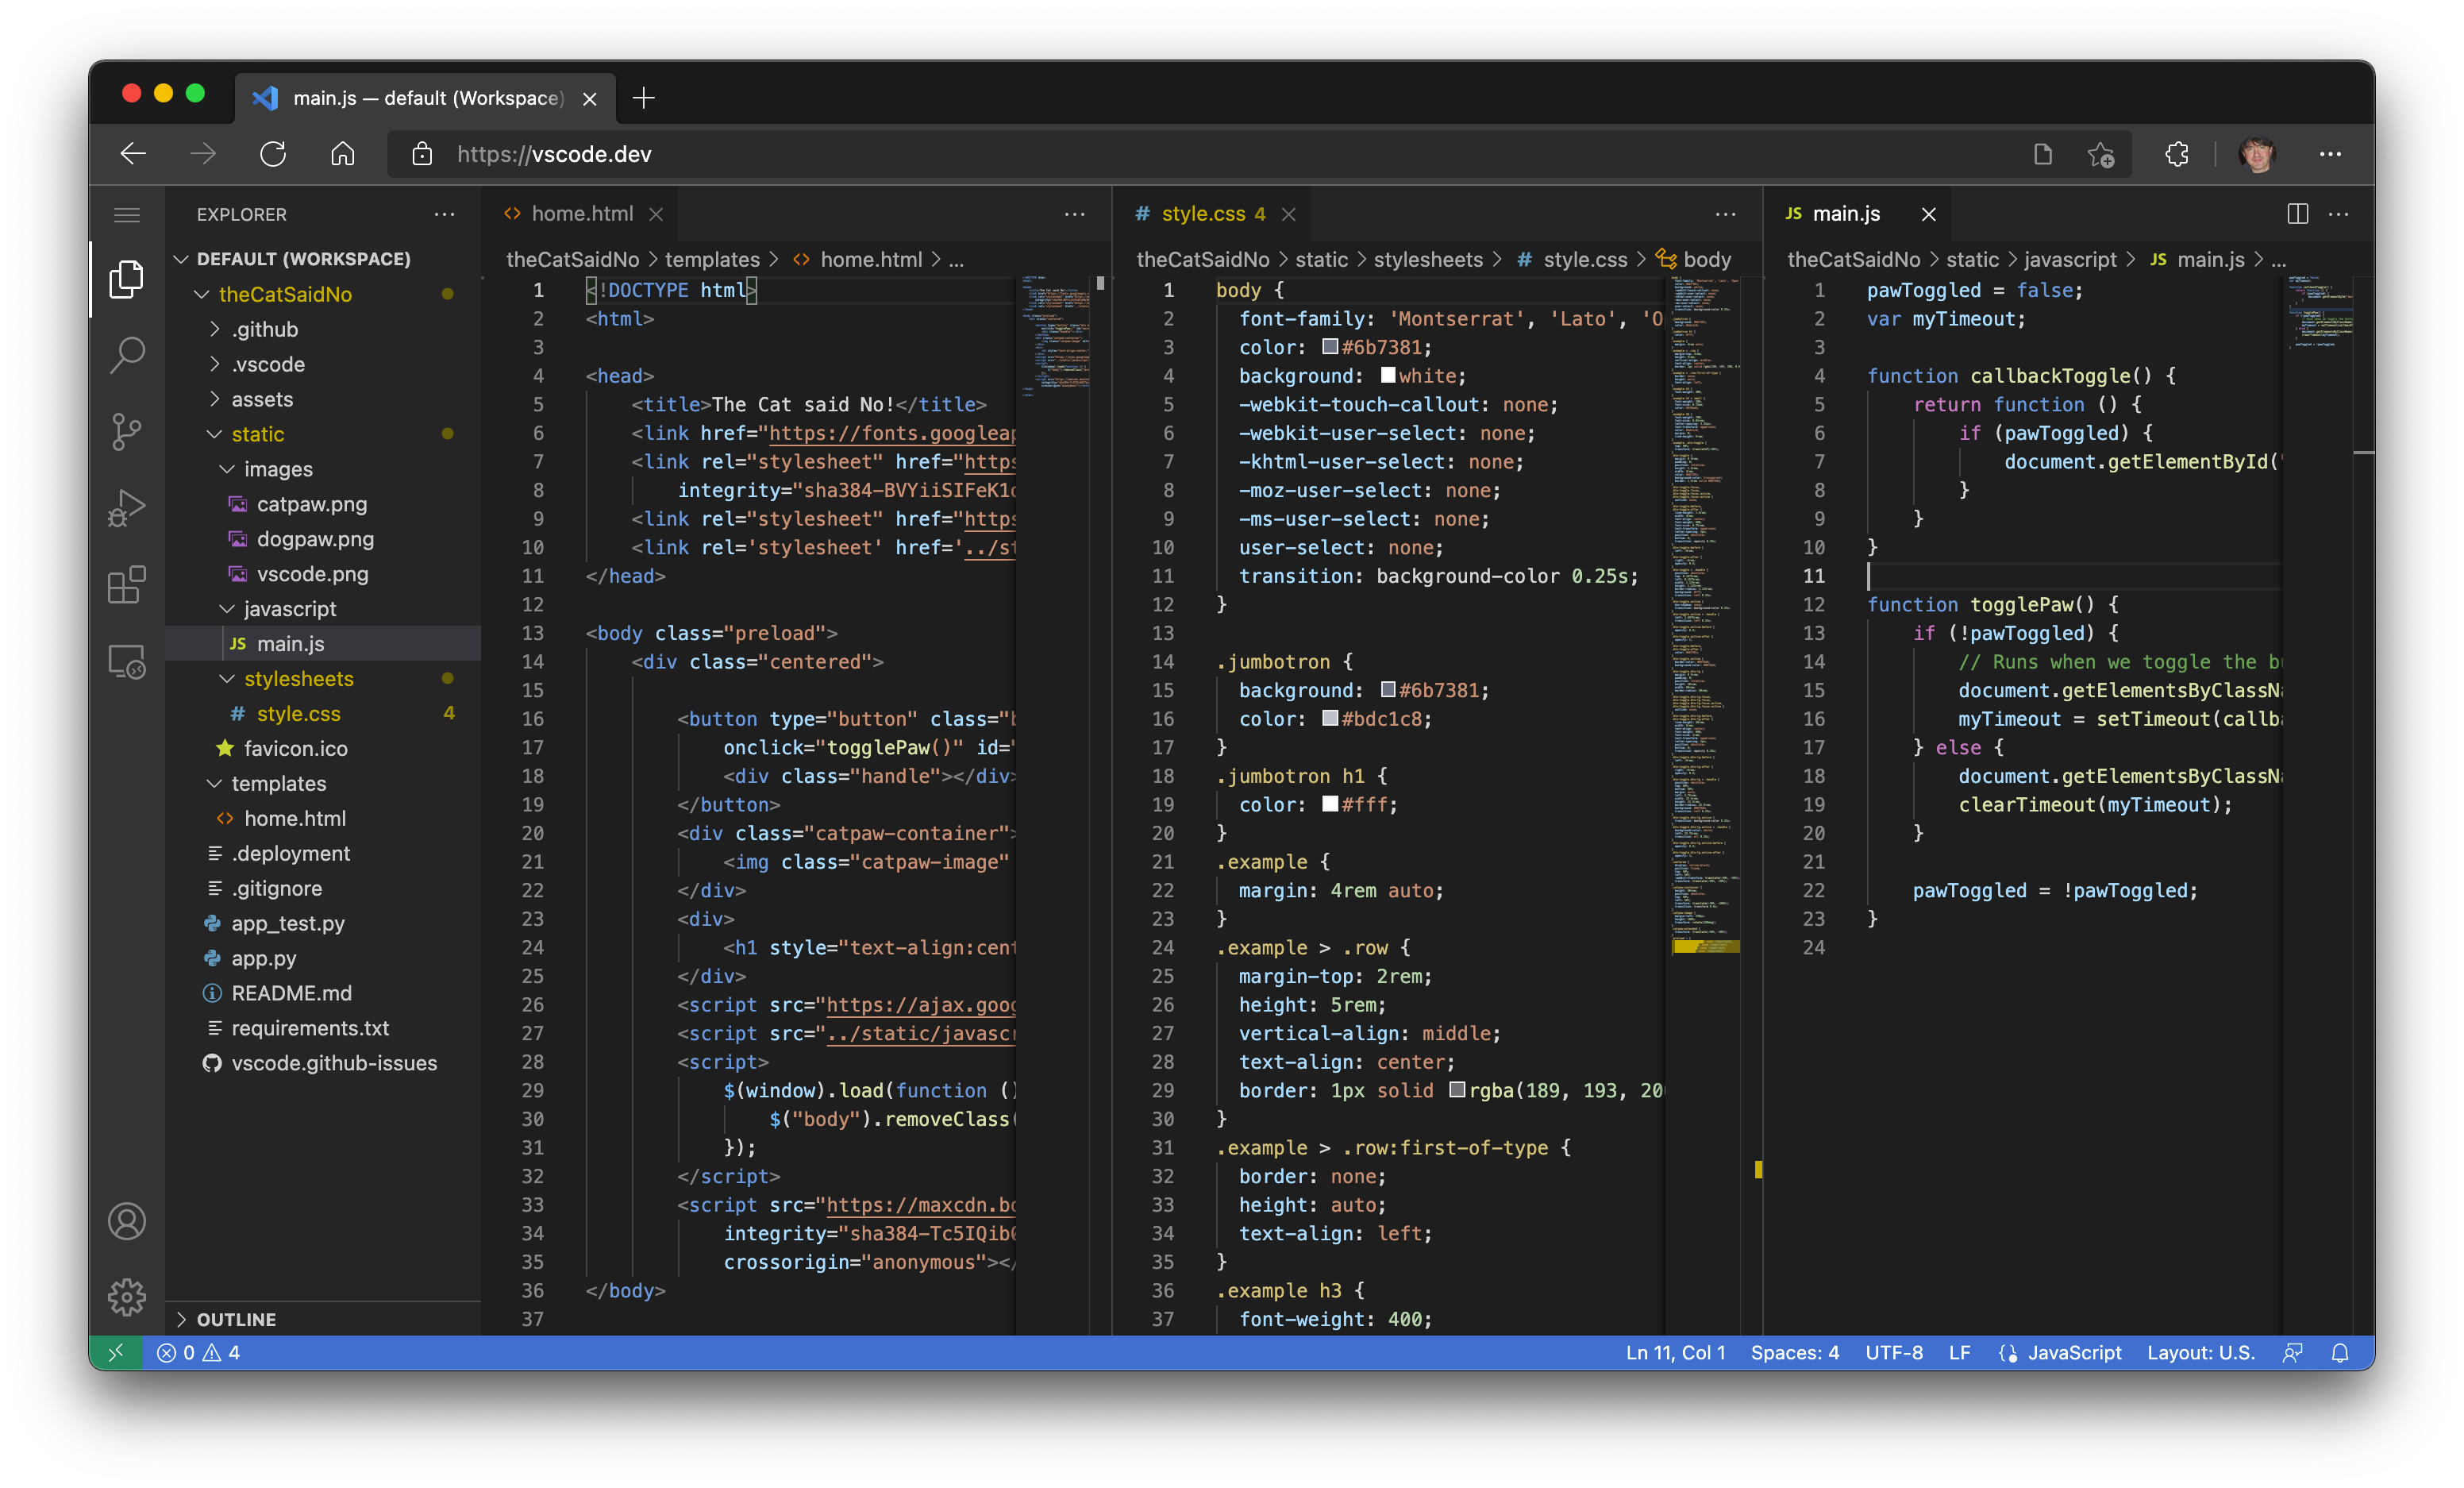 main.js — default (Workspace)
https://vscode.dev
EXPLORER
DEFAULT (WORKSPACE)
theCatSaidNo
.github
.vscode
assets
static
images
catpaw.png
dogpaw.png
vscode.png
javascript
JS main.js
stylesheets
# style.css 4
favicon.ico
templates
<> home.html
.deployment
.gitignore
app_test.py
app.py
README.md
requirements.txt
vscode.github-issues
OUTLINE
<> home.html
theCatSaidNo > templates > <> home.html > ...
1 <!DOCTYPE html>
2 <html>
3
4 <head>
5 <title>The Cat said No!</title>
6 <link href="https://fonts.googleap
7 <link rel="stylesheet" href="https
8 integrity="sha384-BVYiiSIFeK1
9 <link rel="stylesheet" href="https
10 <link rel='stylesheet' href='../st
11 </head>
12
13 <body class="preload">
14 <div class="centered">
15
16 <button type="button" class="b
17 onclick="togglePaw()" id="
18 <div class="handle"></div>
19 </button>
20 <div class="catpaw-container">
21 <img class="catpaw-image"
22 </div>
23 <div>
24 <h1 style="text-align:cent
25 </div>
26 <script src="https://ajax.goog
27 <script src="../static/javascr
28 <script>
29 $(window).load(function ()
30 $("body").removeClass(
31 });
32 </script>
33 <script src="https://maxcdn.bo
34 integrity="sha384-Tc5IQib
35 crossorigin="anonymous"></
36 </body>
37
# style.css 4
theCatSaidNo > static > stylesheets > # style.css > body
1 body {
2 font-family: 'Montserrat', 'Lato', 'O
3 color: #6b7381;
4 background: white;
5 -webkit-touch-callout: none;
6 -webkit-user-select: none;
7 -khtml-user-select: none;
8 -moz-user-select: none;
9 -ms-user-select: none;
10 user-select: none;
11 transition: background-color 0.25s;
12 }
13
14 .jumbotron {
15 background: #6b7381;
16 color: #bdc1c8;
17 }
18 .jumbotron h1 {
19 color: #fff;
20 }
21 .example {
22 margin: 4rem auto;
23 }
24 .example > .row {
25 margin-top: 2rem;
26 height: 5rem;
27 vertical-align: middle;
28 text-align: center;
29 border: 1px solid rgba(189, 193, 20
30 }
31 .example > .row:first-of-type {
32 border: none;
33 height: auto;
34 text-align: left;
35 }
36 .example h3 {
37 font-weight: 400;
JS main.js
theCatSaidNo > static > javascript > JS main.js > ...
1 pawToggled = false;
2 var myTimeout;
3
4 function callbackToggle() {
5 return function () {
6 if (pawToggled) {
7 document.getElementById(
8 }
9 }
10 }
11
12 function togglePaw() {
13 if (!pawToggled) {
14 // Runs when we toggle the b
15 document.getElementsByClassNa
16 myTimeout = setTimeout(callba
17 } else {
18 document.getElementsByClassNa
19 clearTimeout(myTimeout);
20 }
21
22 pawToggled = !pawToggled;
23 }
24
0 4
Ln 11, Col 1 Spaces: 4 UTF-8 LF JavaScript Layout: U.S.